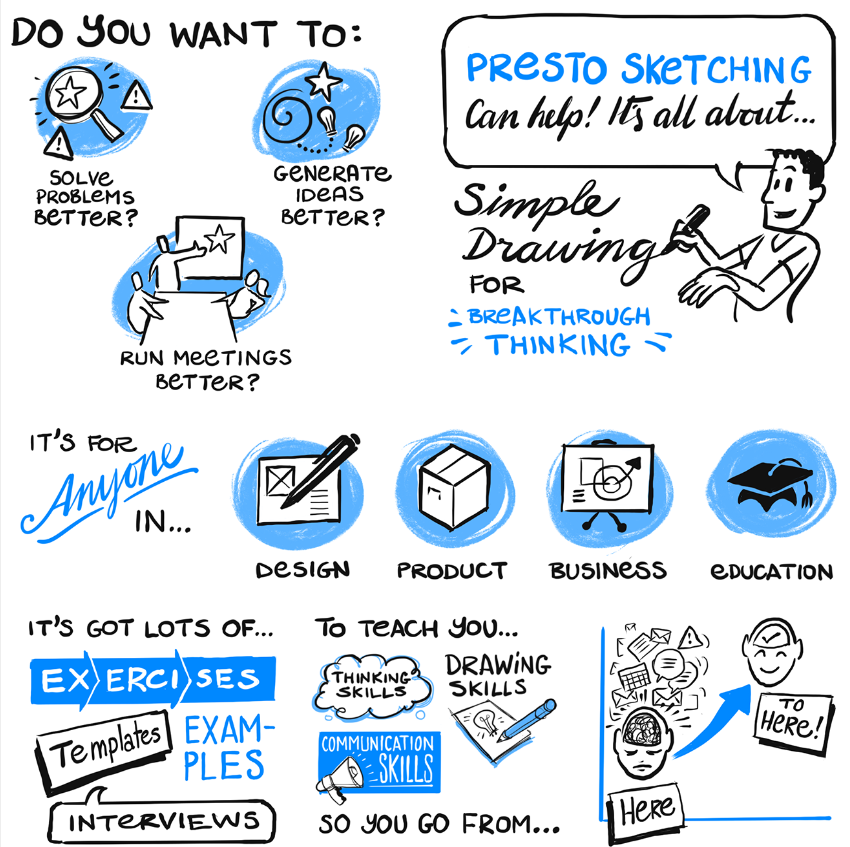 DO YOU WANT TO:
SOLVE
PROBLEMS
BETTER?
GENERATE
IDEAS
BETTER?
RUN MEETINGS
BETTER?
PRESTO SKETCHING
Can help! It's all about...
Simple
Drawing
FOR
BREAKTHROUGH
THINKING
IT'S FOR
Anyone
IN...
DESIGN
PRODUCT
BUSINESS
EDUCATION
IT'S GOT LOTS OF...
EXERCISES
Templates
EXAM-
PLES
INTERVIEWS
TO TEACH YOU...
THINKING
SKILLS
DRAWING
SKILLS
COMMUNICATION
SKILLS
SO YOU GO FROM...
HERE
TO
HERE!